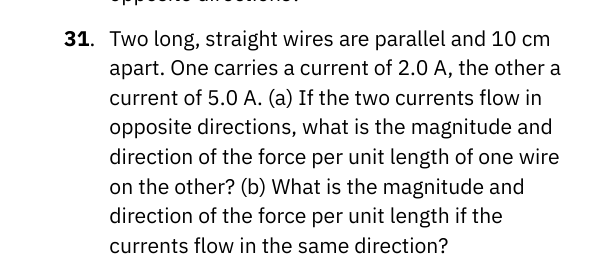 31. Two long, straight wires are parallel and 10 cm
apart. One carries a current of 2.0 A, the other a
current of 5.0 A. (a) If the two currents flow in
opposite directions, what is the magnitude and
direction of the force per unit length of one wire
on the other? (b) What is the magnitude and
direction of the force per unit length if the
currents flow in the same direction?